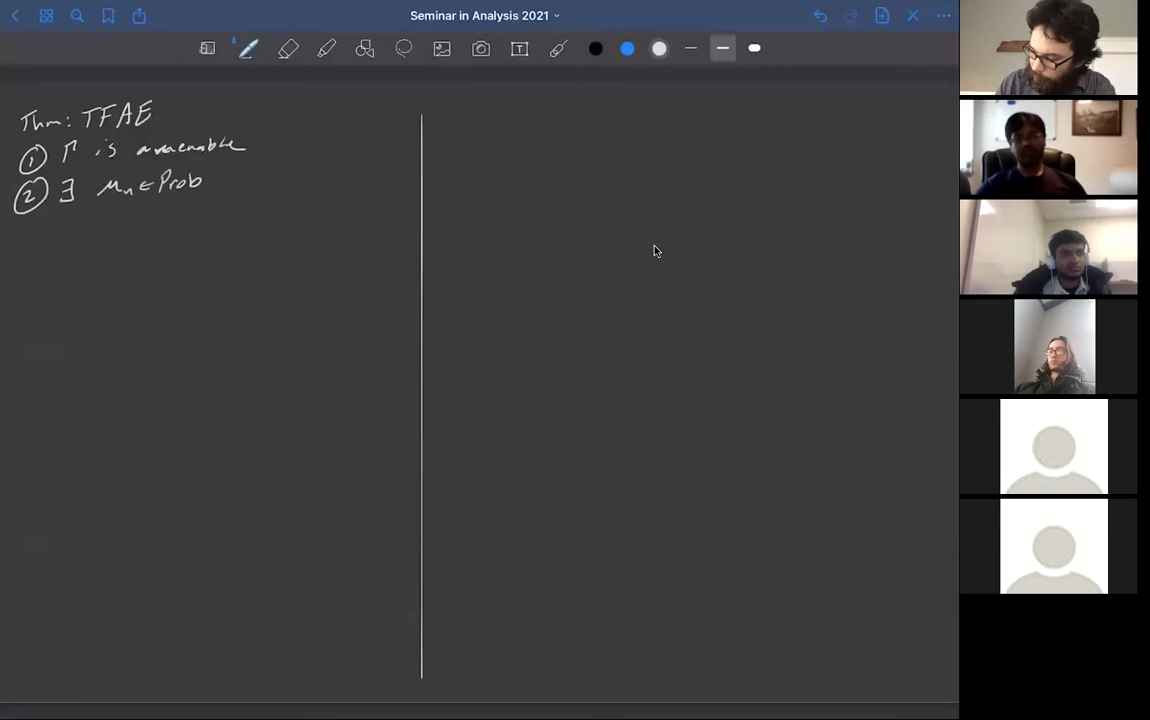 Seminar in Analysis 2021
Thm: TFAE
① Γ is amenable
② ∃ μn ∈ Prob